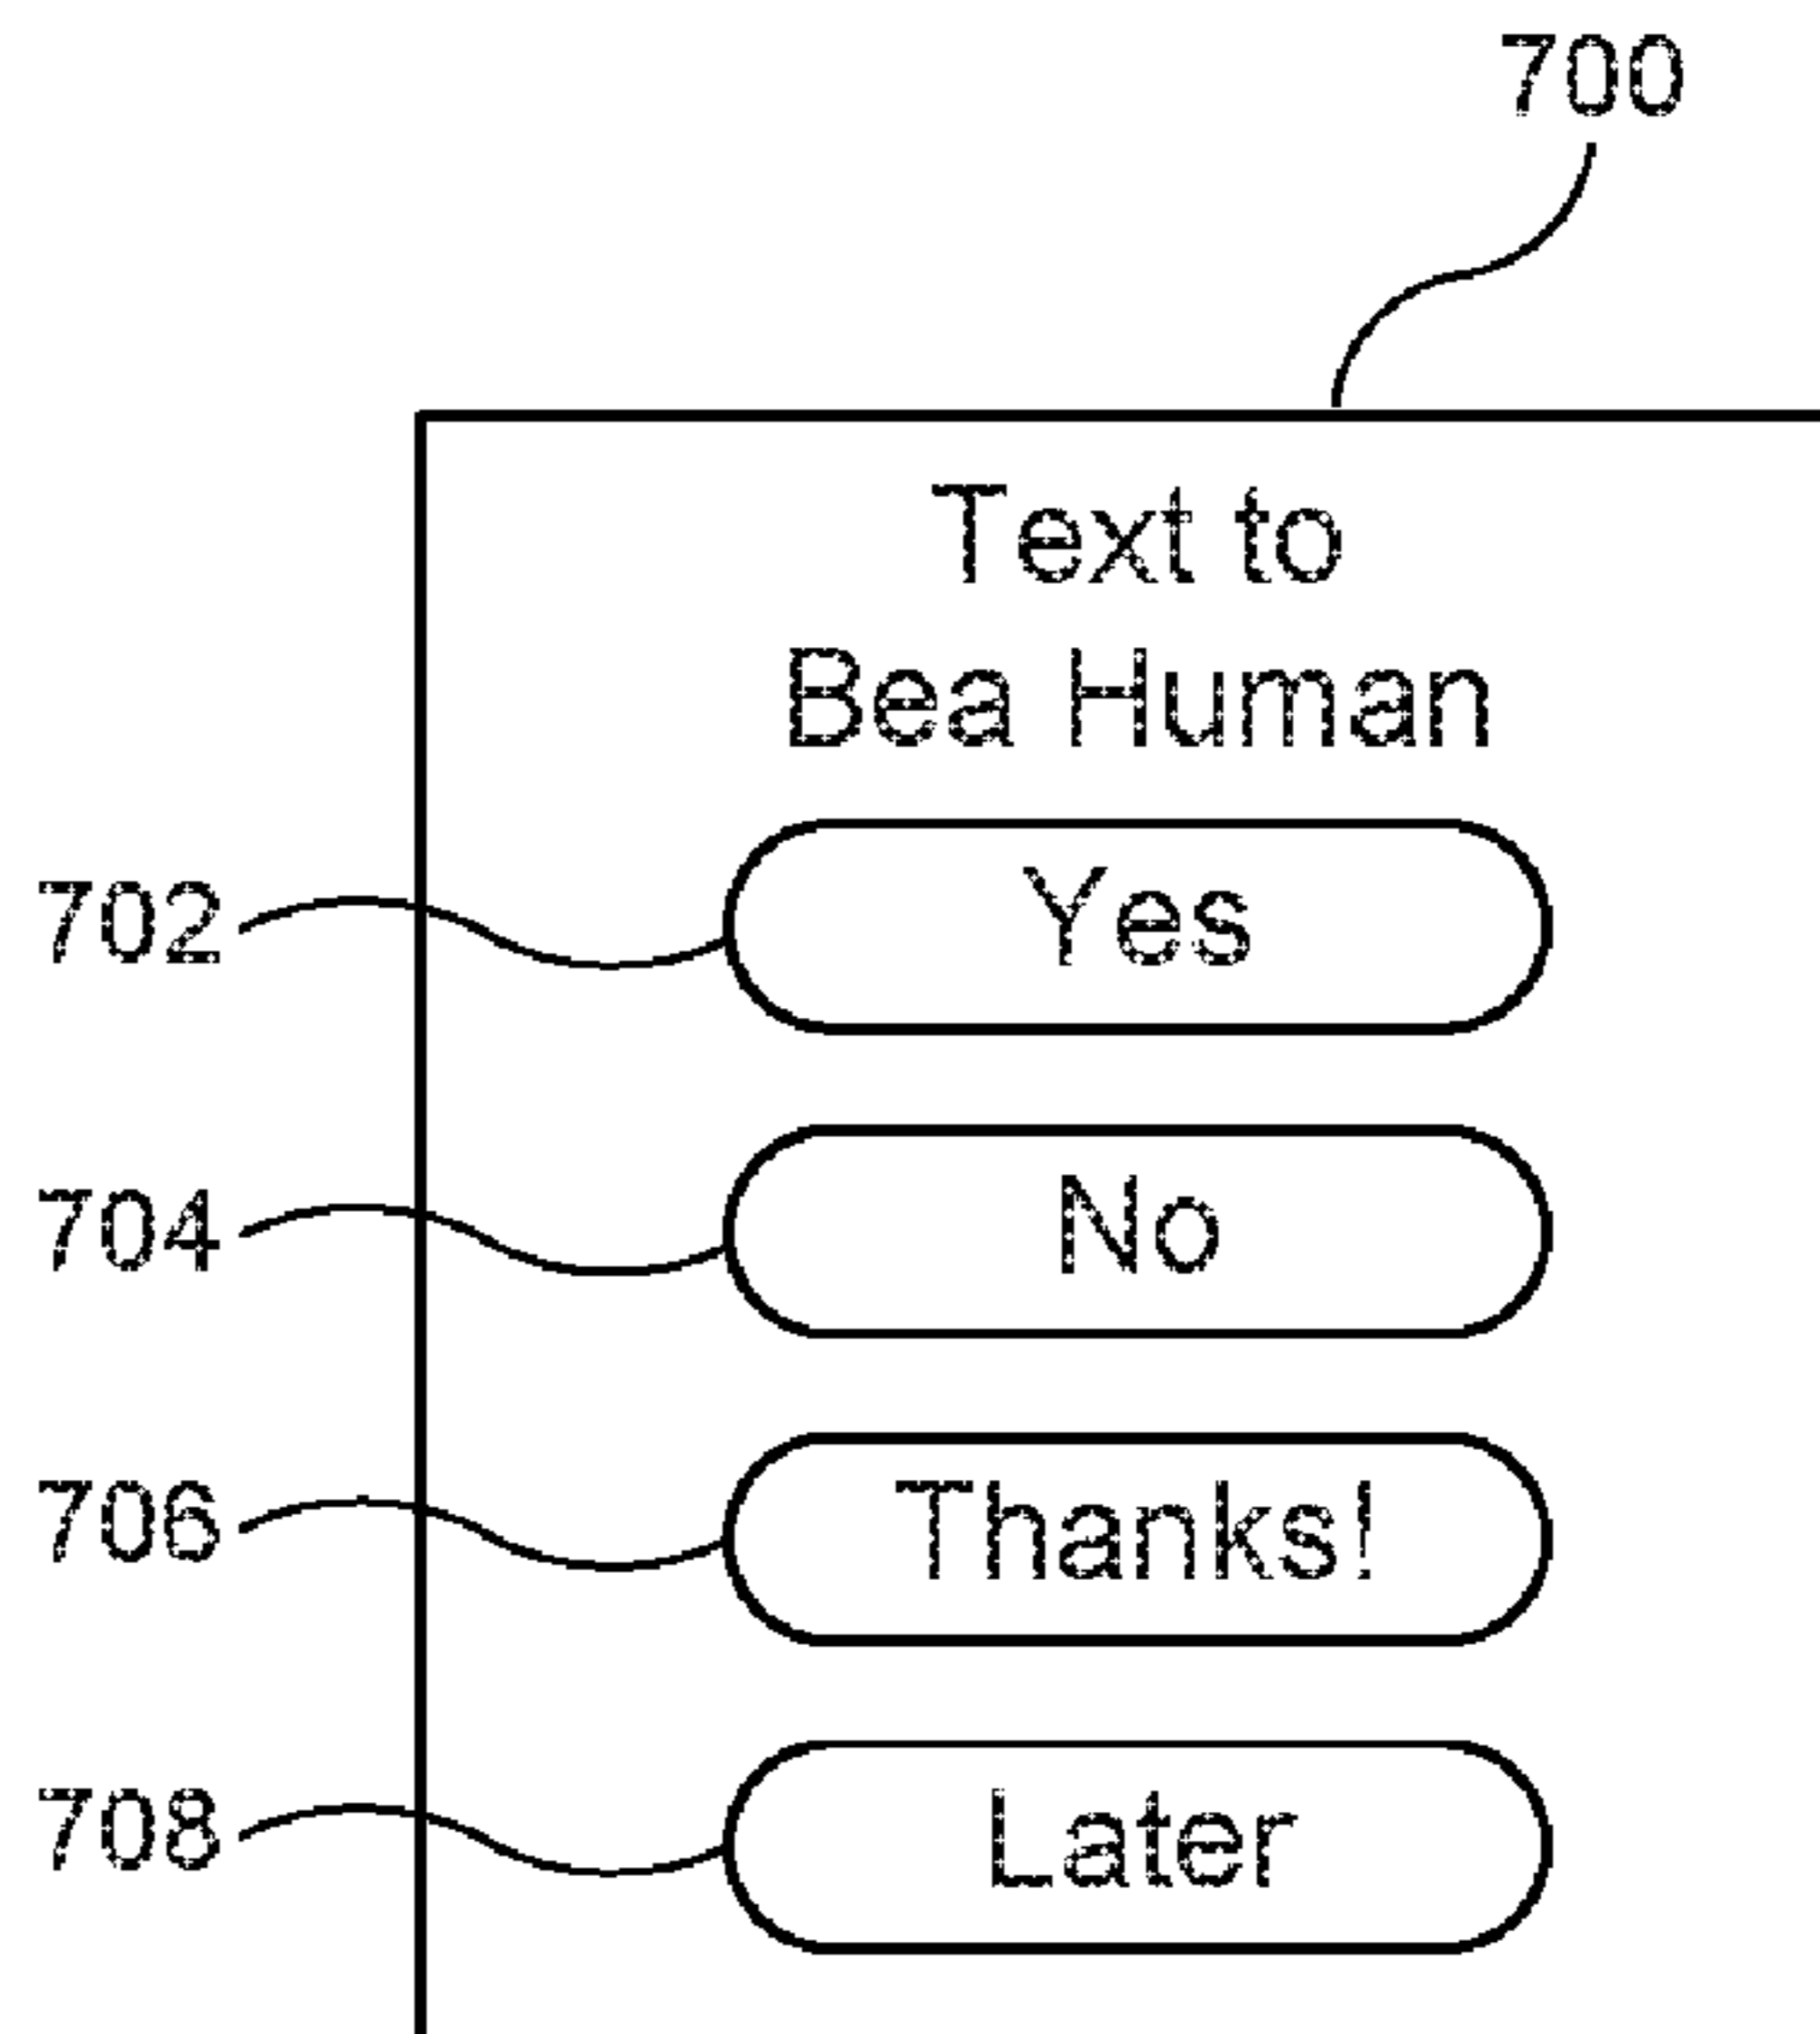 700
Text to
Bea Human
702 Yes
704 No
706 Thanks!
708 Later